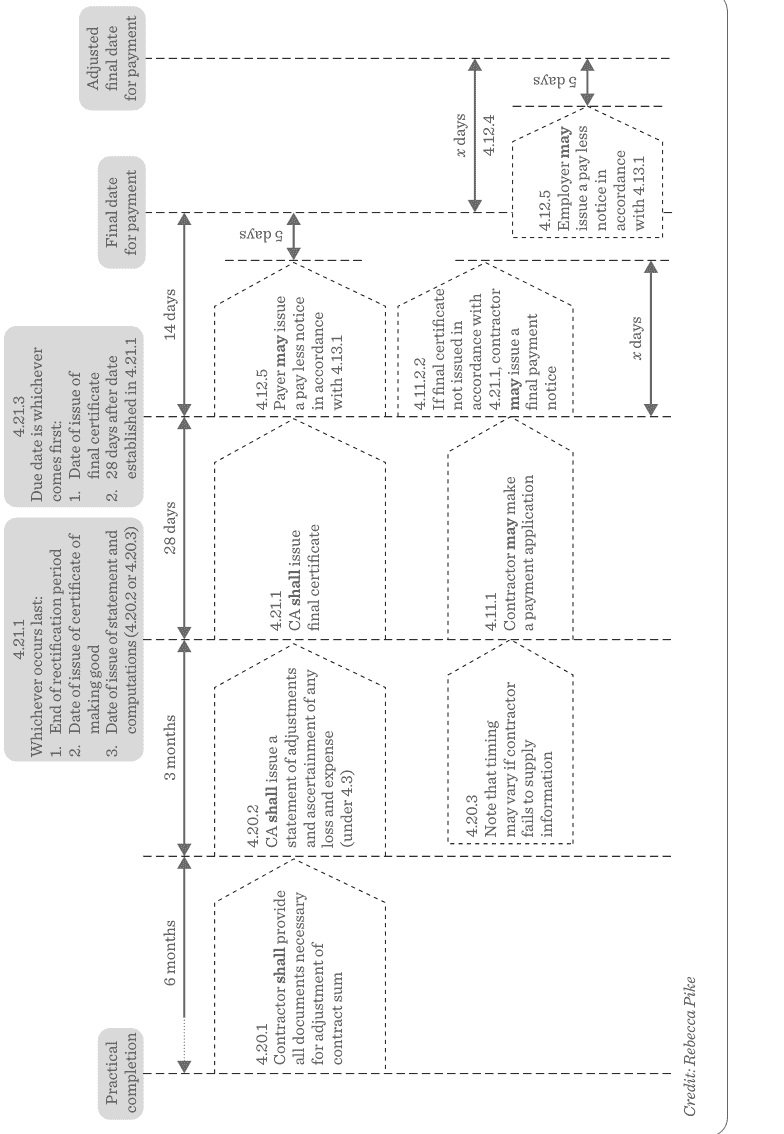 Practical
completion
4.21.1
Whichever occurs last:
1. End of rectification period
2. Date of issue of certificate of
making good
3. Date of issue of statement and
computations (4.20.2 or 4.20.3)
4.21.3
Due date is whichever
comes first:
1. Date of issue of
final certificate
2. 28 days after date
established in 4.21.1
Final date
for payment
Adjusted
final date
for payment
6 months
3 months
28 days
14 days
4.20.1
Contractor shall provide
all documents necessary
for adjustment of
contract sum
4.20.2
CA shall issue a
statement of adjustments
and ascertainment of any
loss and expense
(under 4.3)
4.21.1
CA shall issue
final certificate
4.12.5
Payer may issue
a pay less notice
in accordance
with 4.13.1
5 days
4.20.3
Note that timing
may vary if contractor
fails to supply
information
4.11.1
Contractor may make
a payment application
4.11.2.2
If final certificate
not issued in
accordance with
4.21.1, contractor
may issue a
final payment
notice
x days
4.12.4
4.12.5
Employer may
issue a pay less
notice in
accordance
with 4.13.1
5 days
x days
Credit: Rebecca Pike